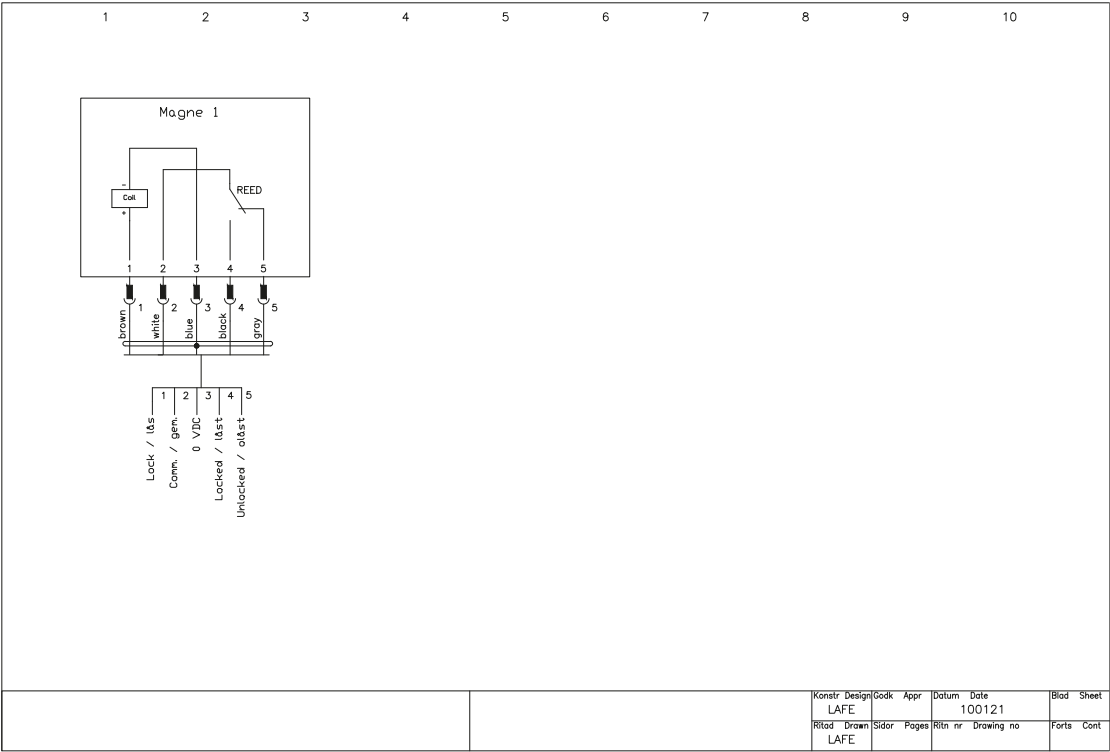 1 2 3 4 5 6 7 8 9 10
Magne 1
-
Coil
+
REED
1 2 3 4 5
1 2 3 4 5
brown
white
blue
black
gray
1 2 3 4 5
Lock / lås
Comm. / gem.
0 VDC
Locked / låst
Unlocked / olåst
Konstr Design Godk Appr Datum Date Blad Sheet
LAFE 100121
Ritad Drawn Sidor Pages Ritn nr Drawing no Forts Cont
LAFE